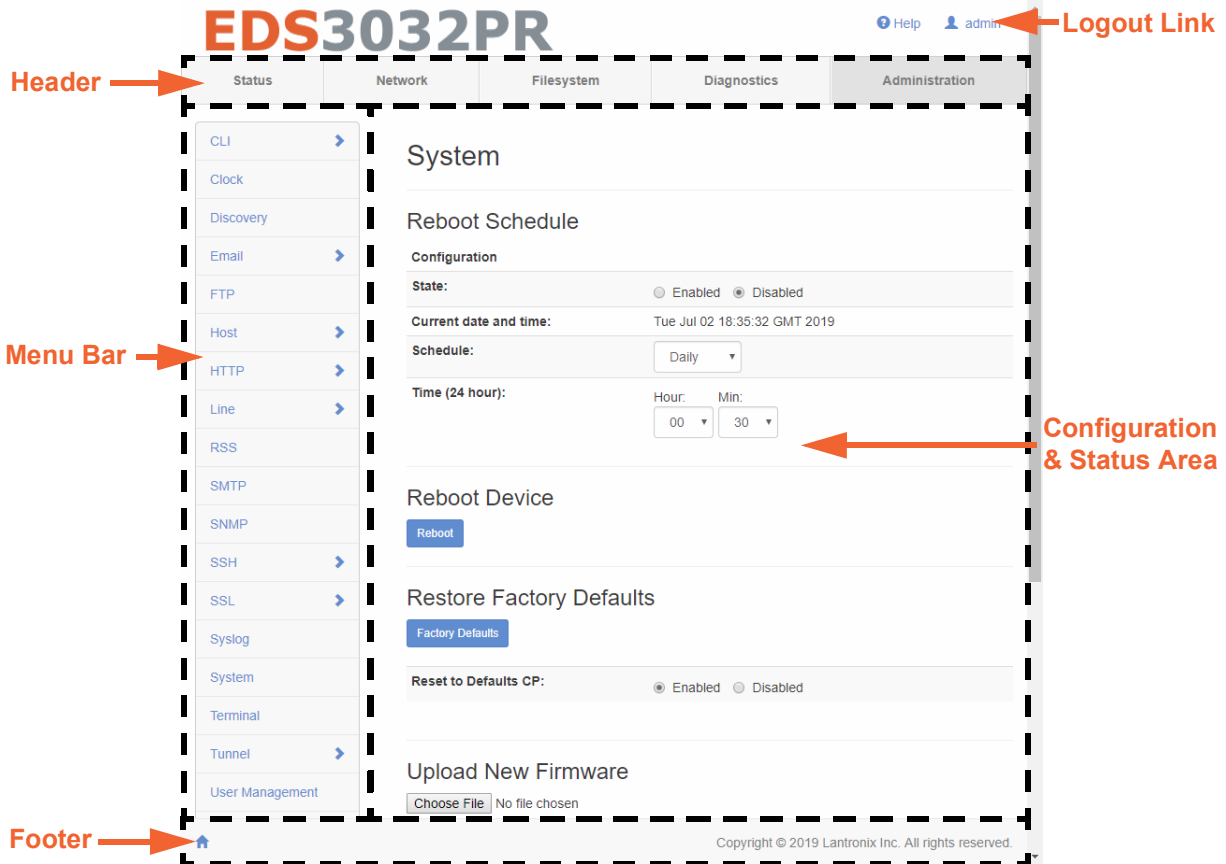 EDS3032PR
Help admin
Logout Link
Header
Status Network Filesystem Diagnostics Administration
CLI
Clock
Discovery
Email
FTP
Host
Menu Bar
HTTP
Line
RSS
SMTP
SNMP
SSH
SSL
Syslog
System
Terminal
Tunnel
User Management
System
Reboot Schedule
Configuration
State: Enabled Disabled
Current date and time: Tue Jul 02 18:35:32 GMT 2019
Schedule: Daily
Time (24 hour): Hour: Min:
00 30
Configuration
& Status Area
Reboot Device
Reboot
Restore Factory Defaults
Factory Defaults
Reset to Defaults CP: Enabled Disabled
Upload New Firmware
Choose File No file chosen
Footer
Copyright © 2019 Lantronix Inc. All rights reserved.